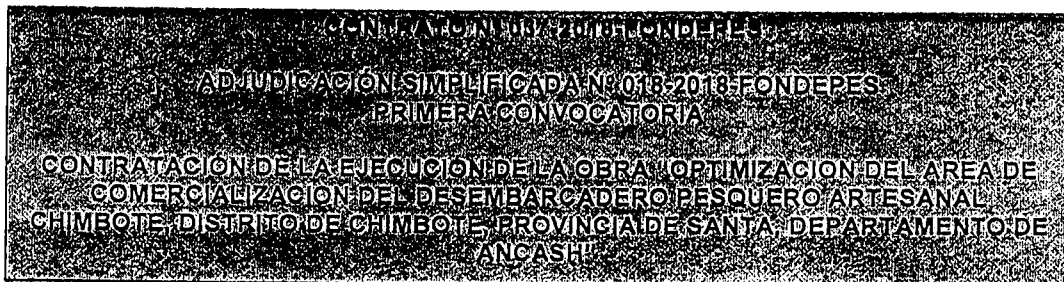 CONTRATO N° 037-2018-FONDEPES
ADJUDICACIÓN SIMPLIFICADA N° 018-2018-FONDEPES
PRIMERA CONVOCATORIA
CONTRATACIÓN DE LA EJECUCIÓN DE LA OBRA "OPTIMIZACION DEL AREA DE
COMERCIALIZACION DEL DESEMBARCADERO PESQUERO ARTESANAL
CHIMBOTE, DISTRITO DE CHIMBOTE, PROVINCIA DE SANTA, DEPARTAMENTO DE
ANCASH"